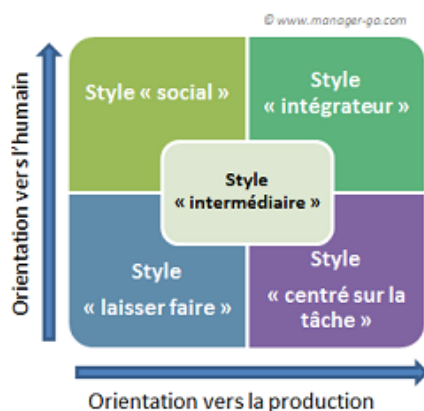 © www.manager-go.com
Orientation vers l'humain
Style « social »
Style
« intégrateur »
Style
« intermédiaire »
Style
« laisser faire »
Style
« centré sur la
tâche »
Orientation vers la production